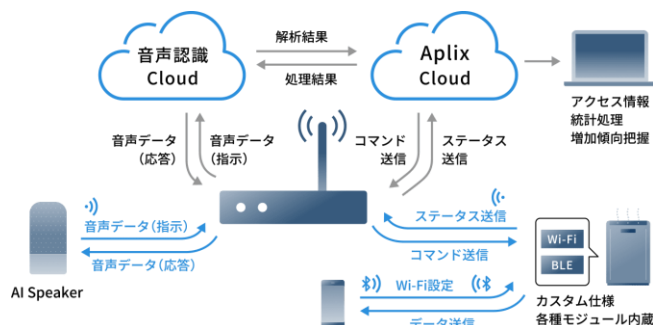 音声認識
Cloud
解析結果
処理結果
Aplix
Cloud
アクセス情報
統計処理
増加傾向把握
音声データ
(応答)
音声データ
(指示)
コマンド
送信
ステータス
送信
音声データ(指示)
音声データ(応答)
AI Speaker
ステータス送信
コマンド送信
Wi-Fi
BLE
Wi-Fi設定
データ送信
カスタム仕様
各種モジュール内蔵